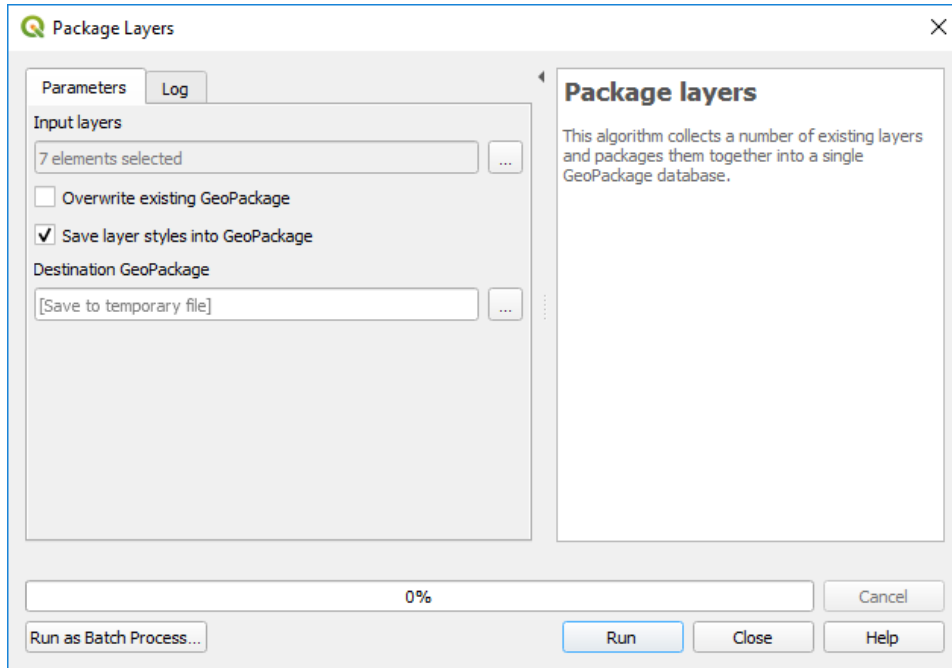 Package Layers
Parameters
Log
Input layers
7 elements selected
...
Overwrite existing GeoPackage
Save layer styles into GeoPackage
Destination GeoPackage
[Save to temporary file]
...
Package layers
This algorithm collects a number of existing layers
and packages them together into a single
GeoPackage database.
0%
Cancel
Run as Batch Process...
Run
Close
Help